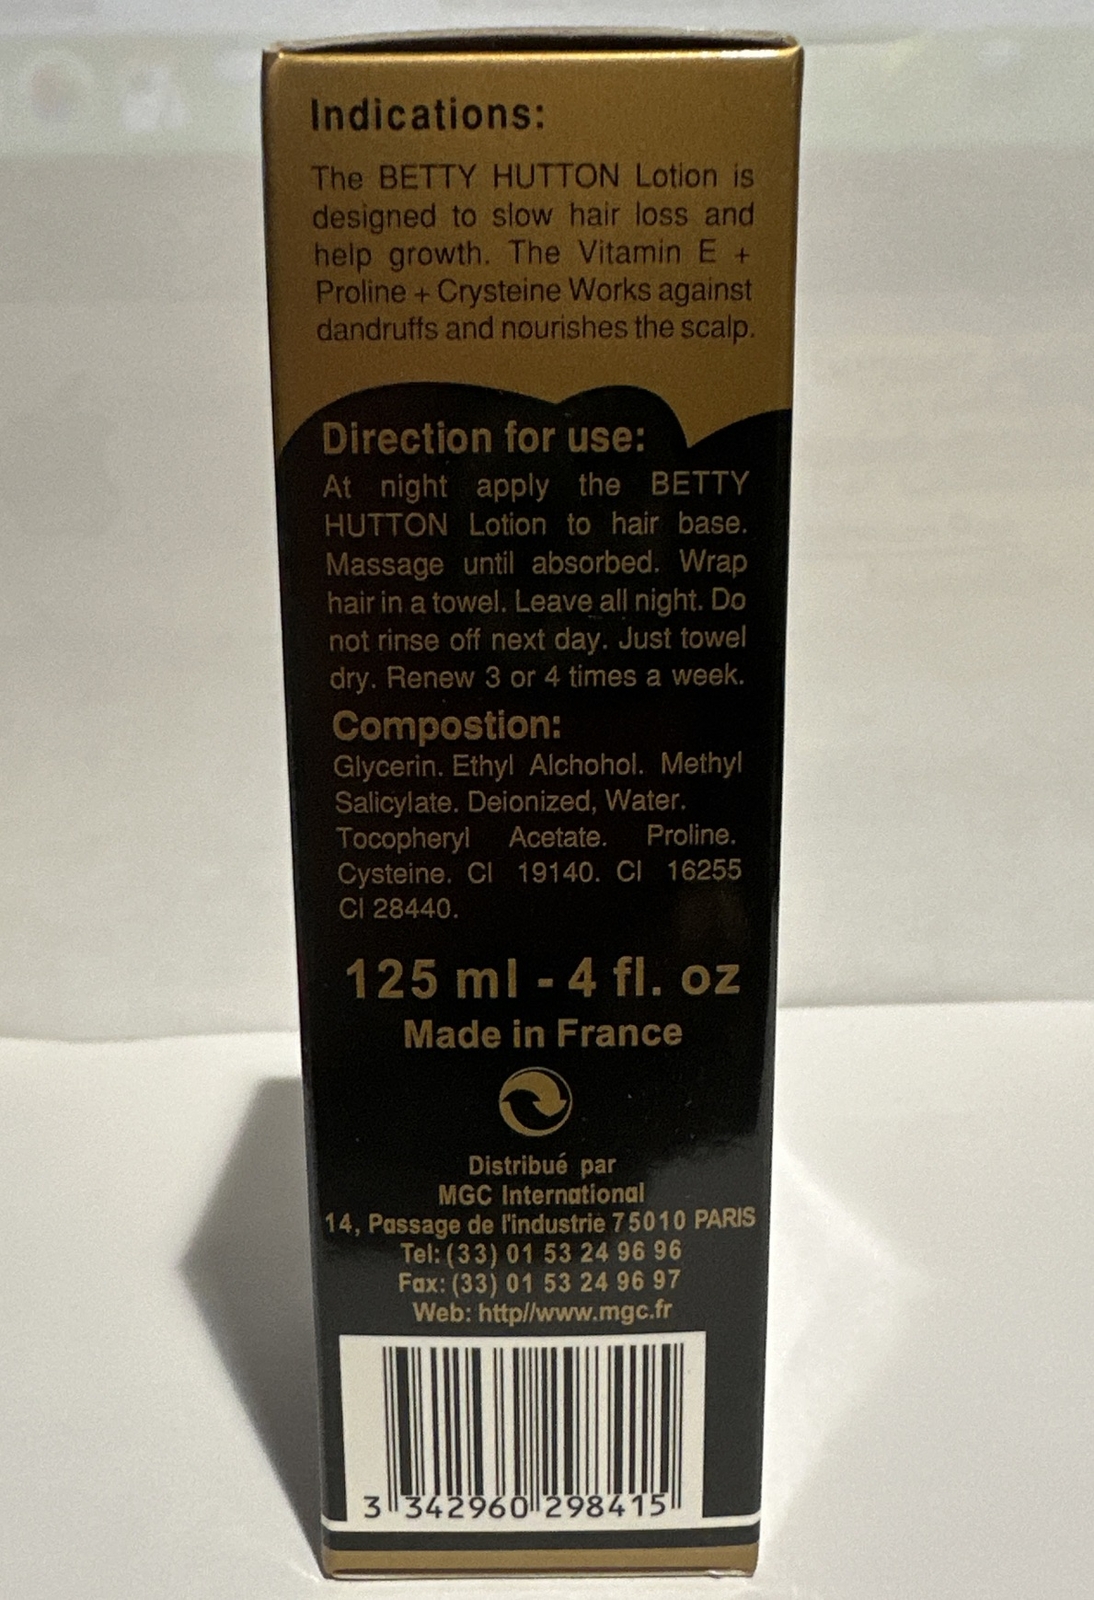 Indications:
The BETTY HUTTON Lotion is
designed to slow hair loss and
help growth. The Vitamin E +
Proline + Crysteine Works against
dandruffs and nourishes the scalp.
Direction for use:
At night apply the BETTY
HUTTON Lotion to hair base.
Massage until absorbed. Wrap
hair in a towel. Leave all night. Do
not rinse off next day. Just towel
dry. Renew 3 or 4 times a week.
Compostion:
Glycerin. Ethyl Alchohol. Methyl
Salicylate. Deionized, Water.
Tocopheryl Acetate. Proline.
Cysteine. CI 19140. CI 16255
CI 28440.
125 ml - 4 fl. oz
Made in France
Distribué par
MGC International
14, Passage de l'industrie 75010 PARIS
Tel: (33) 01 53 24 96 96
Fax: (33) 01 53 24 96 97
Web: http//www.mgc.fr
3 342960 298415